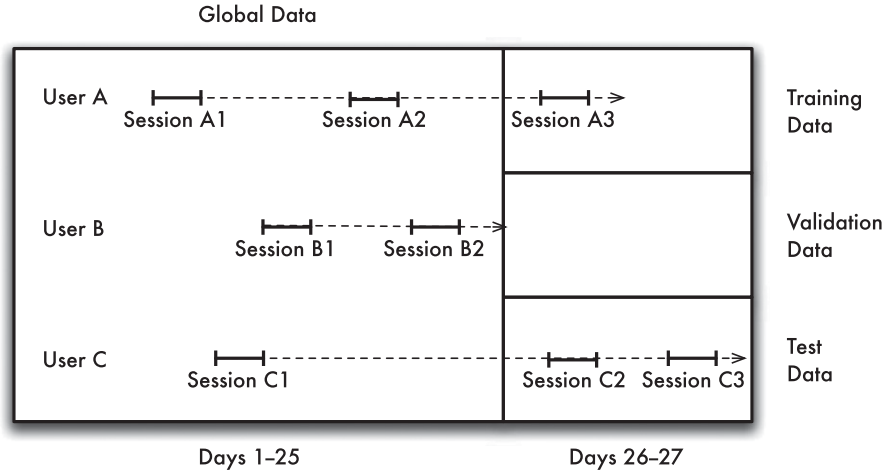 Global Data
User A
Session A1
Session A2
Session A3
Training
Data
User B
Session B1
Session B2
Validation
Data
User C
Session C1
Session C2
Session C3
Test
Data
Days 1–25
Days 26–27